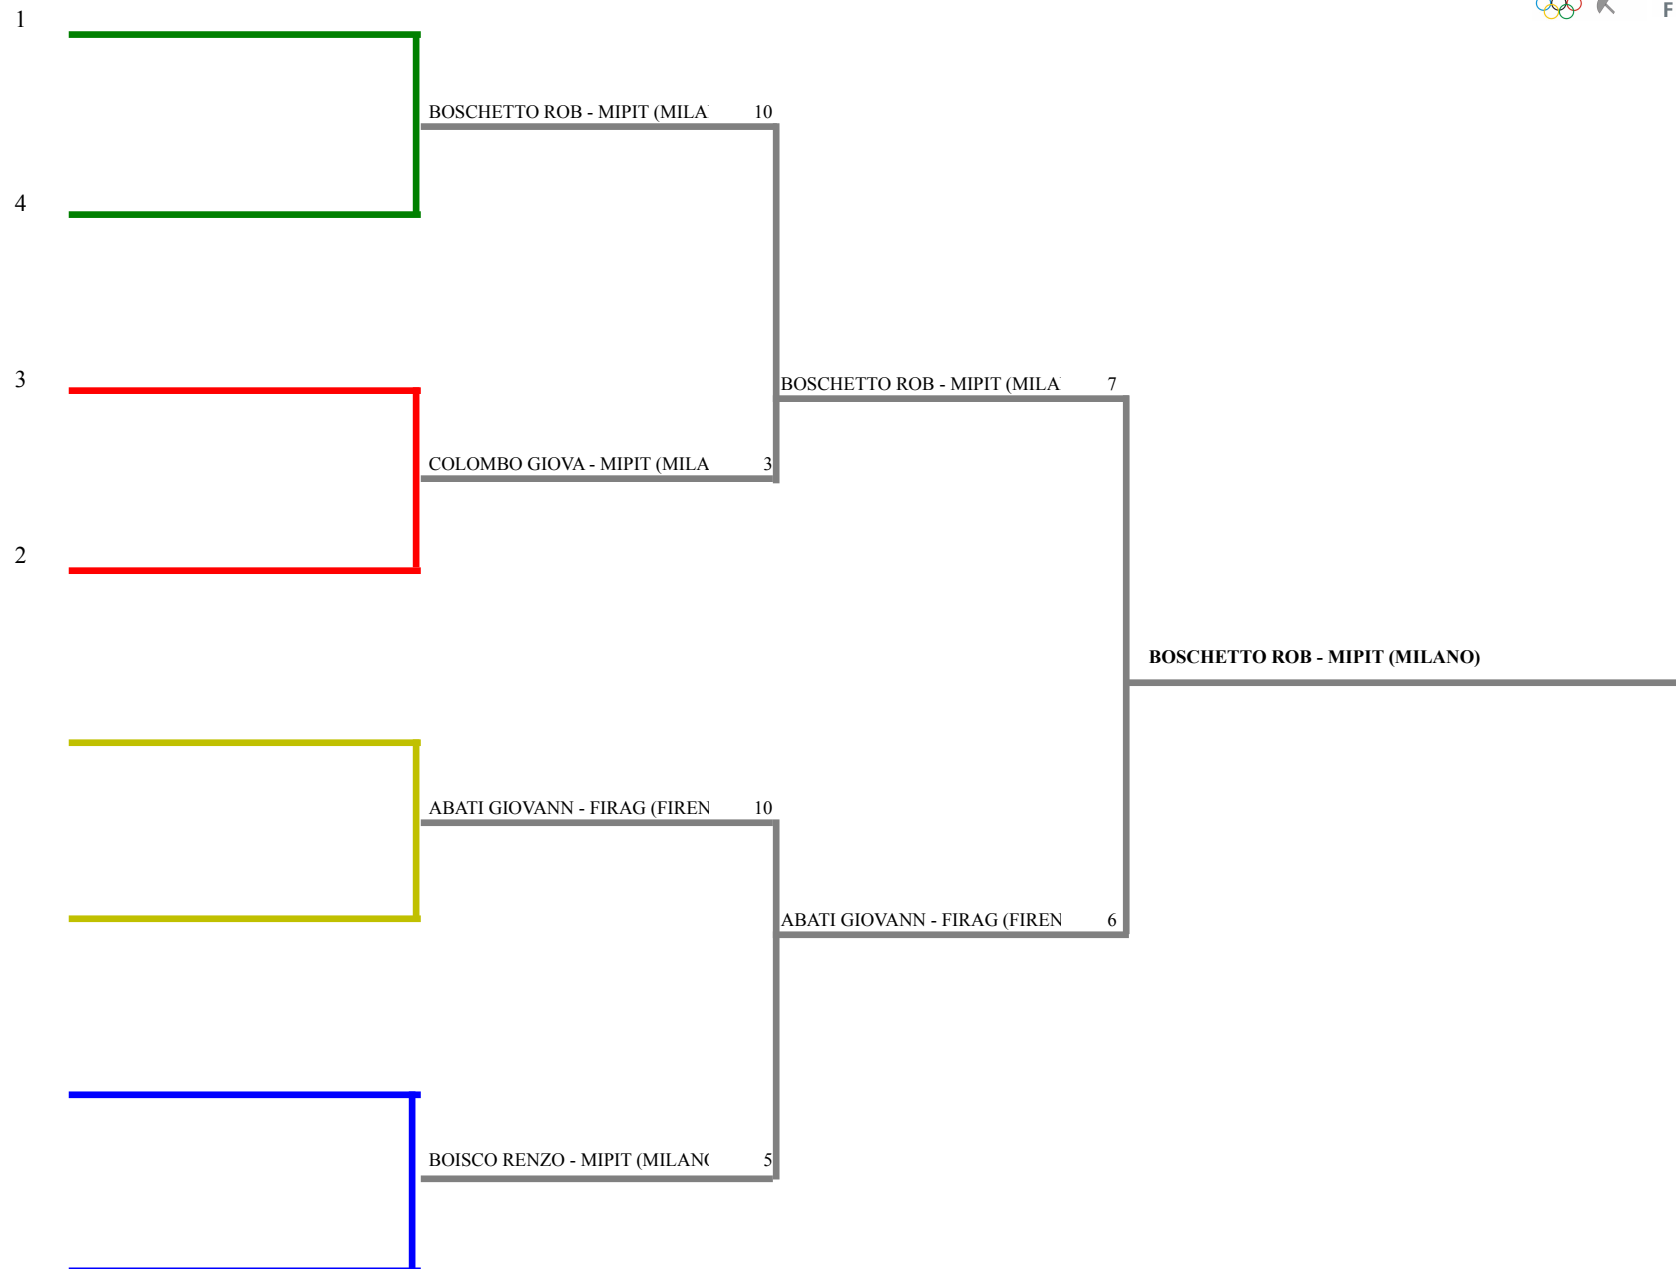 F
1
BOSCHETTO ROB - MIPIT (MILA 10
4
3
BOSCHETTO ROB - MIPIT (MILA 7
COLOMBO GIOVA - MIPIT (MILA 3
2
BOSCHETTO ROB - MIPIT (MILANO)
ABATI GIOVANN - FIRAG (FIREN 10
ABATI GIOVANN - FIRAG (FIREN 6
BOISCO RENZO - MIPIT (MILAN 5